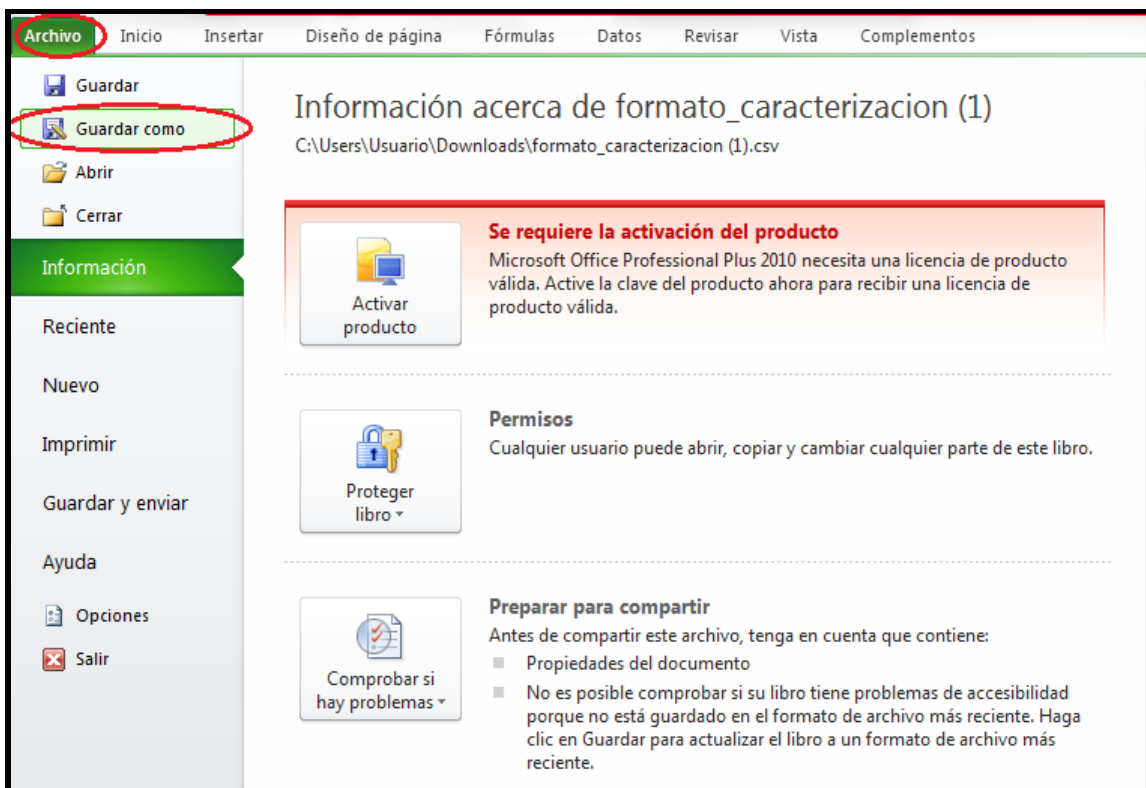 Archivo Inicio Insertar Diseño de página Fórmulas Datos Revisar Vista Complementos
Guardar
Guardar como
Abrir
Cerrar
Información
Reciente
Nuevo
Imprimir
Guardar y enviar
Ayuda
Opciones
Salir
Información acerca de formato_caracterizacion (1)
C:\Users\Usuario\Downloads\formato_caracterizacion (1).csv
Activar
producto
Se requiere la activación del producto
Microsoft Office Professional Plus 2010 necesita una licencia de producto
válida. Active la clave del producto ahora para recibir una licencia de
producto válida.
Proteger
libro
Permisos
Cualquier usuario puede abrir, copiar y cambiar cualquier parte de este libro.
Comprobar si
hay problemas
Preparar para compartir
Antes de compartir este archivo, tenga en cuenta que contiene:
Propiedades del documento
No es posible comprobar si su libro tiene problemas de accesibilidad
porque no está guardado en el formato de archivo más reciente. Haga
clic en Guardar para actualizar el libro a un formato de archivo más
reciente.